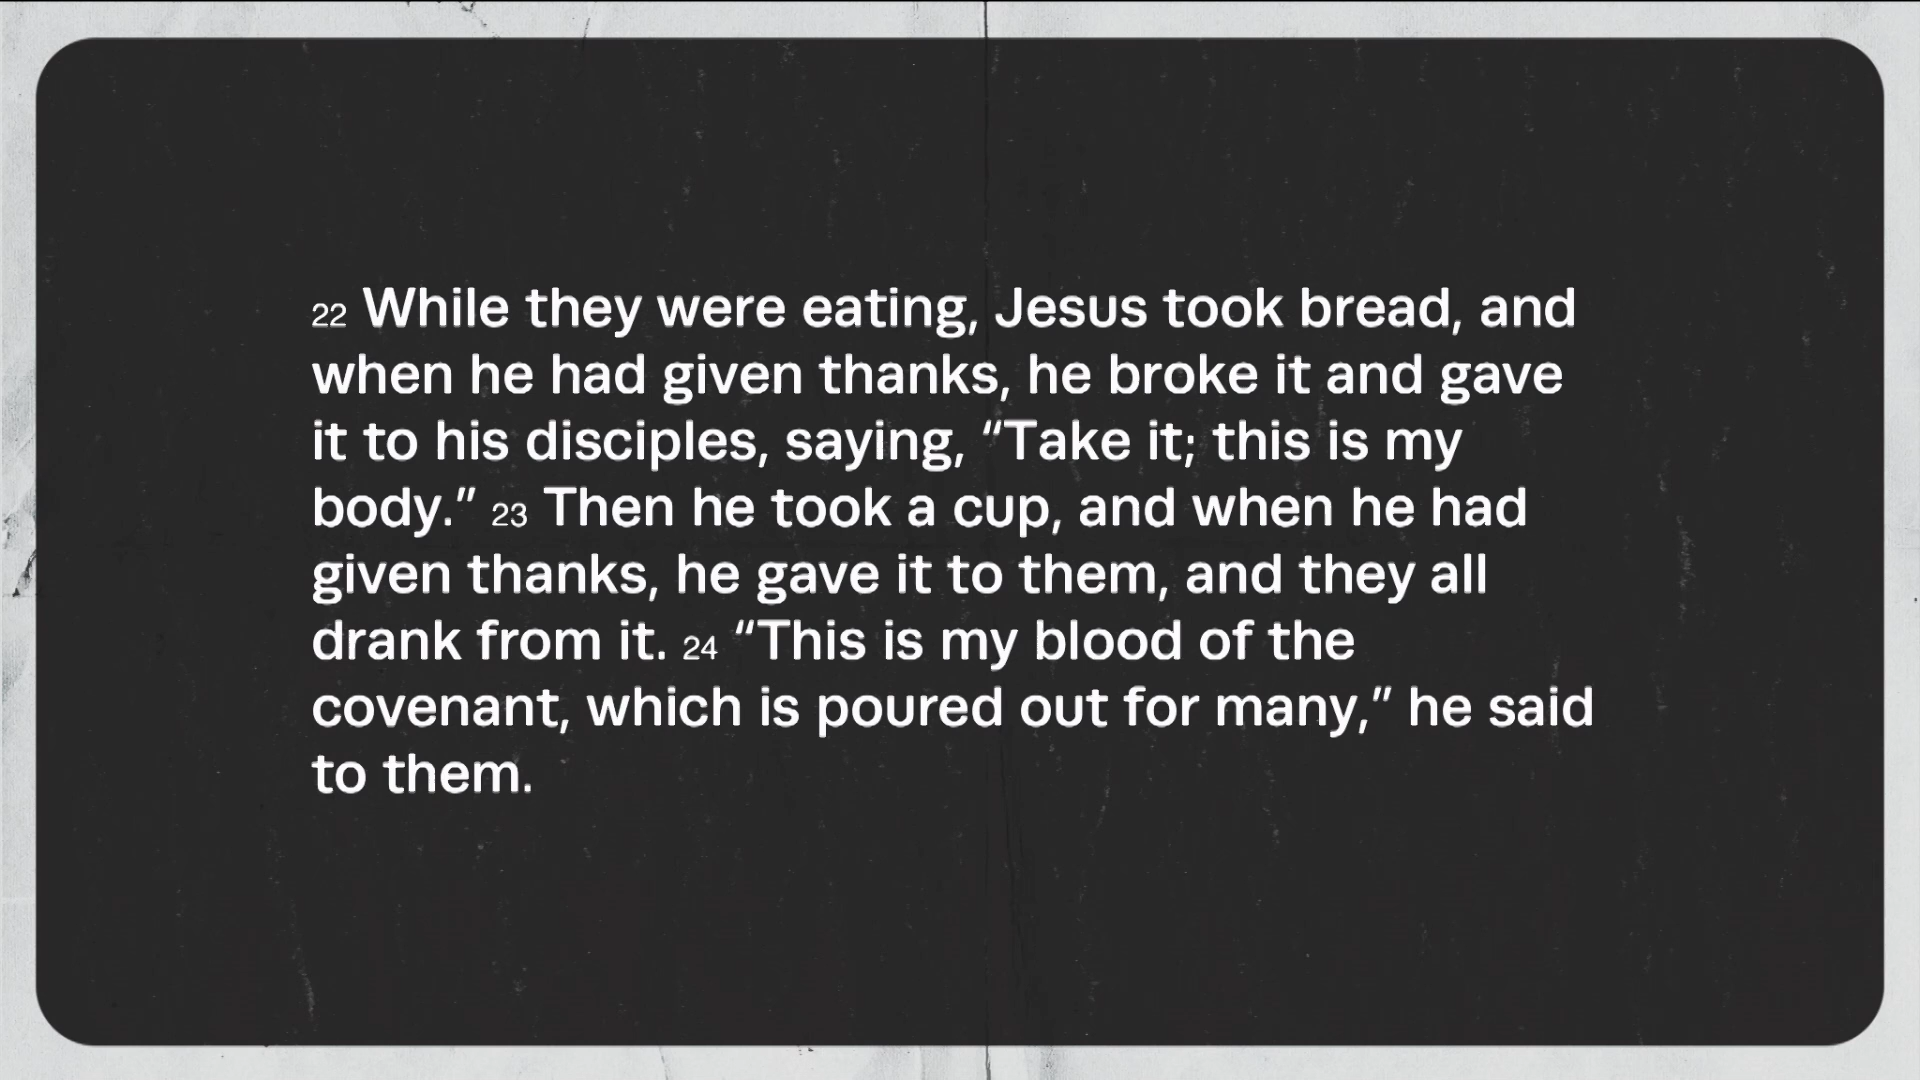 22 While they were eating, Jesus took bread, and
when he had given thanks, he broke it and gave
it to his disciples, saying, “Take it; this is my
body.” 23 Then he took a cup, and when he had
given thanks, he gave it to them, and they all
drank from it. 24 “This is my blood of the
covenant, which is poured out for many,” he said
to them.